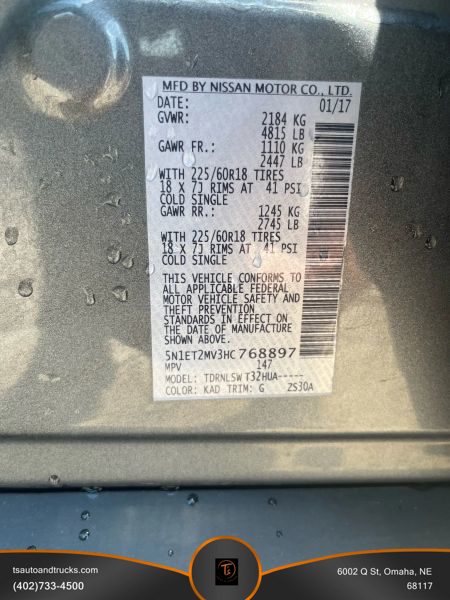 MFD BY NISSAN MOTOR CO., LTD.
DATE: 01/17
GVWR: 2184 KG
4815 LB
GAWR FR.: 1110 KG
2447 LB
WITH 225/60R18 TIRES
18 X 7J RIMS AT 41 PSI
COLD SINGLE
GAWR RR.: 1245 KG
2745 LB
WITH 225/60R18 TIRES
18 X 7J RIMS AT 41 PSI
COLD SINGLE
THIS VEHICLE CONFORMS TO
ALL APPLICABLE FEDERAL
MOTOR VEHICLE SAFETY AND
THEFT PREVENTION
STANDARDS IN EFFECT ON
THE DATE OF MANUFACTURE
SHOWN ABOVE.
5N1ET2MV3HC768897
MPV 147
MODEL: TDRNLSW T32HUA-----
COLOR: KAD TRIM: G ZS30A
tsautoandtrucks.com
(402)733-4500
Ts
6002 Q St, Omaha, NE
68117